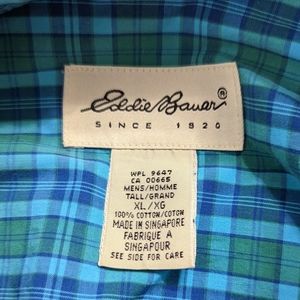 Eddie Bauer®
SINCE 1920
WPL 9647
CA 00665
MENS/HOMME
TALL/GRAND
XL/XG
100% COTTON/COTON
MADE IN SINGAPORE
FABRIQUE A
SINGAPOUR
SEE SIDE FOR CARE